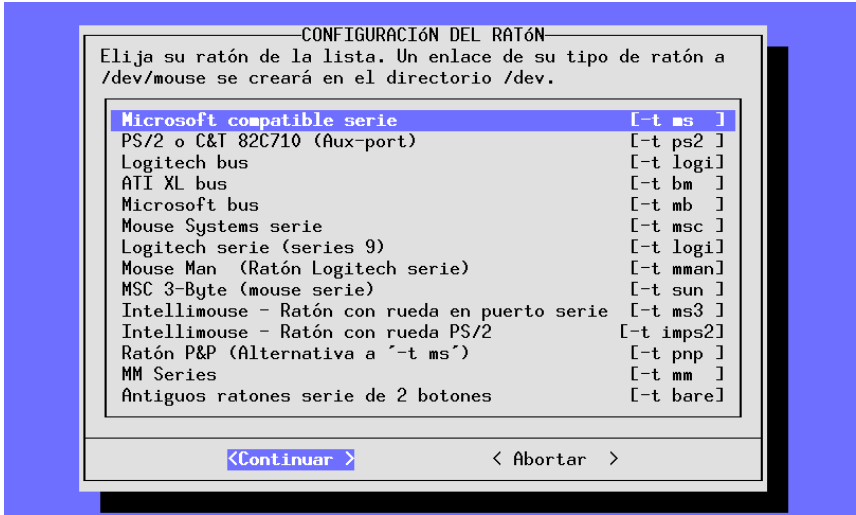 CONFIGURACIóN DEL RATóN
Elija su ratón de la lista. Un enlace de su tipo de ratón a
/dev/mouse se creará en el directorio /dev.
Microsoft compatible serie [-t ms  ]
PS/2 o C&T 82C710 (Aux-port) [-t ps2 ]
Logitech bus [-t logi]
ATI XL bus [-t bm  ]
Microsoft bus [-t mb  ]
Mouse Systems serie [-t msc ]
Logitech serie (series 9) [-t logi]
Mouse Man  (Ratón Logitech serie) [-t mman]
MSC 3-Byte (mouse serie) [-t sun ]
Intellimouse - Ratón con rueda en puerto serie [-t ms3 ]
Intellimouse - Ratón con rueda PS/2 [-t imps2]
Ratón P&P (Alternativa a ´-t ms´) [-t pnp ]
MM Series [-t mm  ]
Antiguos ratones serie de 2 botones [-t bare]
<Continuar > < Abortar  >